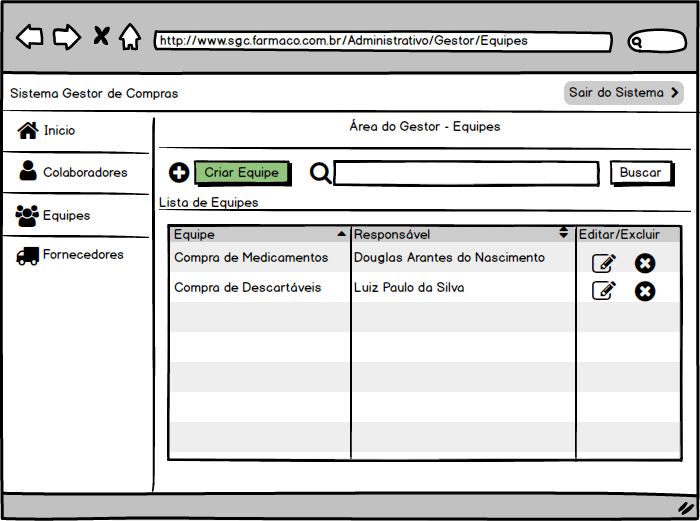 http://www.sgc.farmaco.com.br/Administrativo/Gestor/Equipes
Sistema Gestor de Compras
Sair do Sistema
Inicio
Colaboradores
Equipes
Fornecedores
Área do Gestor - Equipes
Criar Equipe
Buscar
Lista de Equipes
Equipe Responsável Editar/Excluir
Compra de Medicamentos Douglas Arantes do Nascimento
Compra de Descartáveis Luiz Paulo da Silva